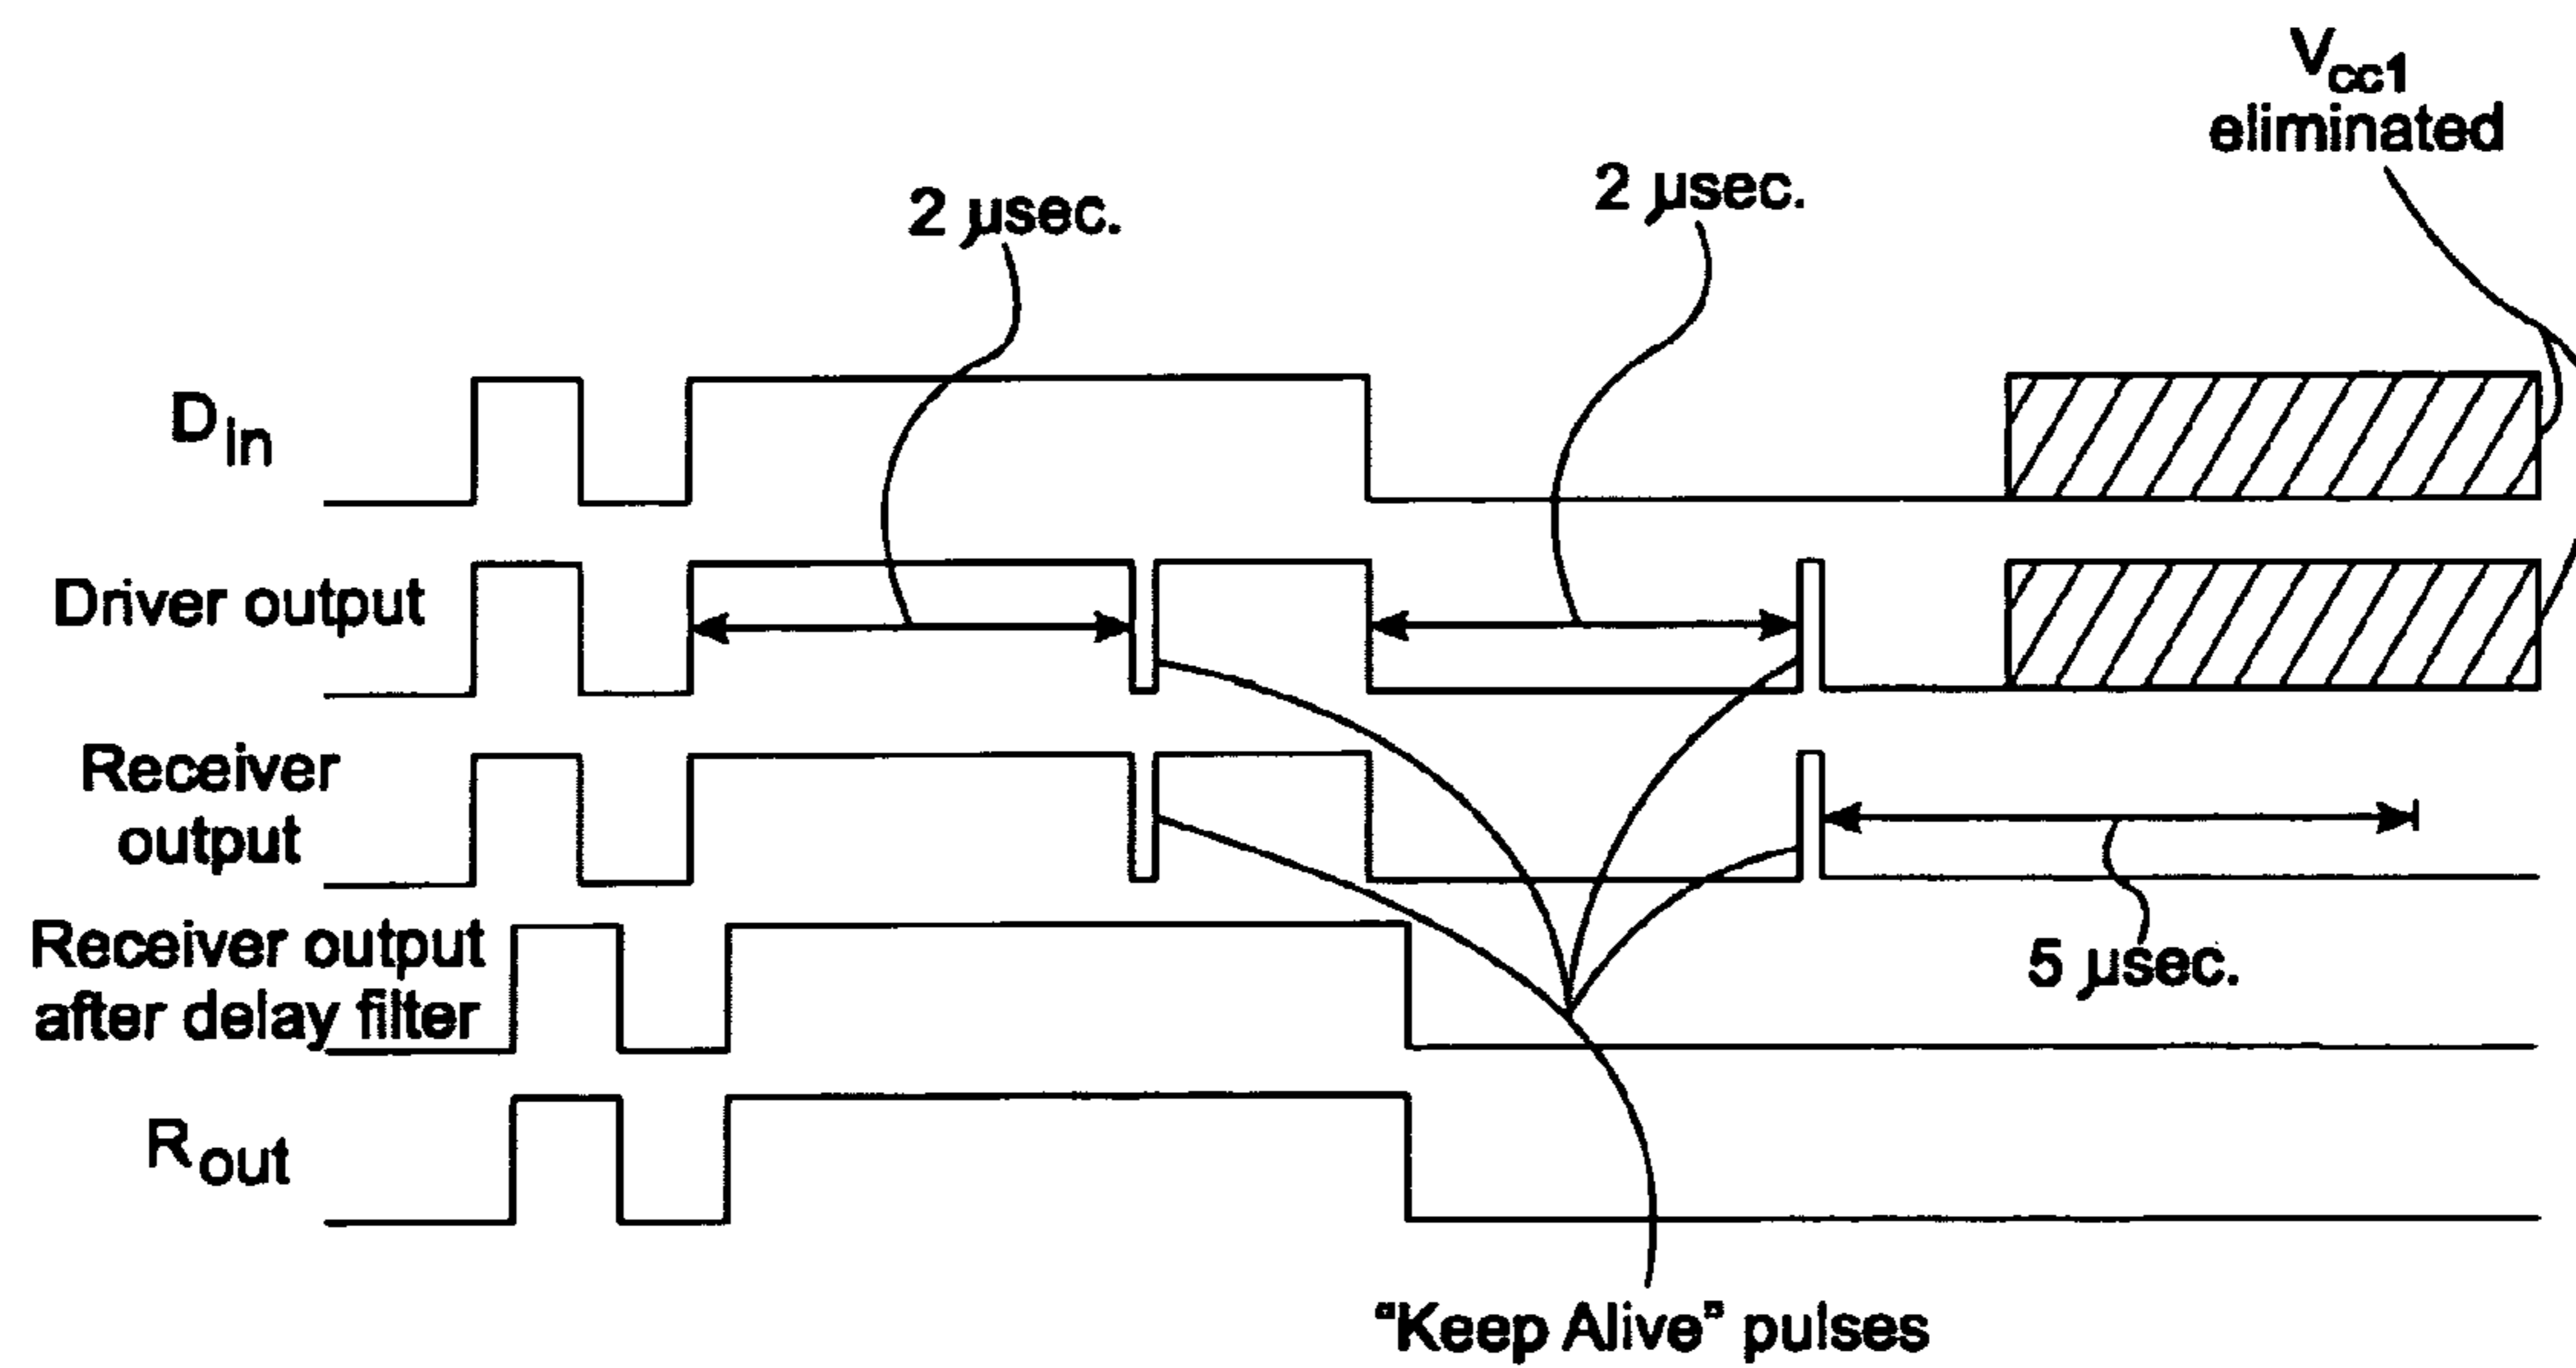 Vcc1
eliminated
2 µsec.
2 µsec.
Din
Driver output
Receiver
output
5 µsec.
Receiver output
after delay filter
Rout
"Keep Alive" pulses